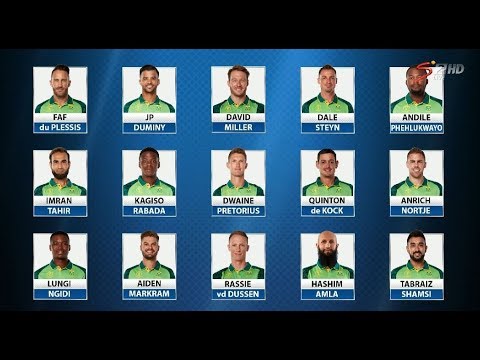 S2HD
FAF
du PLESSIS
JP
DUMINY
DAVID
MILLER
DALE
STEYN
ANDILE
PHEHLUKWAYO
IMRAN
TAHIR
KAGISO
RABADA
DWAINE
PRETORIUS
QUINTON
de KOCK
ANRICH
NORTJE
LUNGI
NGIDI
AIDEN
MARKRAM
RASSIE
vd DUSSEN
HASHIM
AMLA
TABRAIZ
SHAMSI